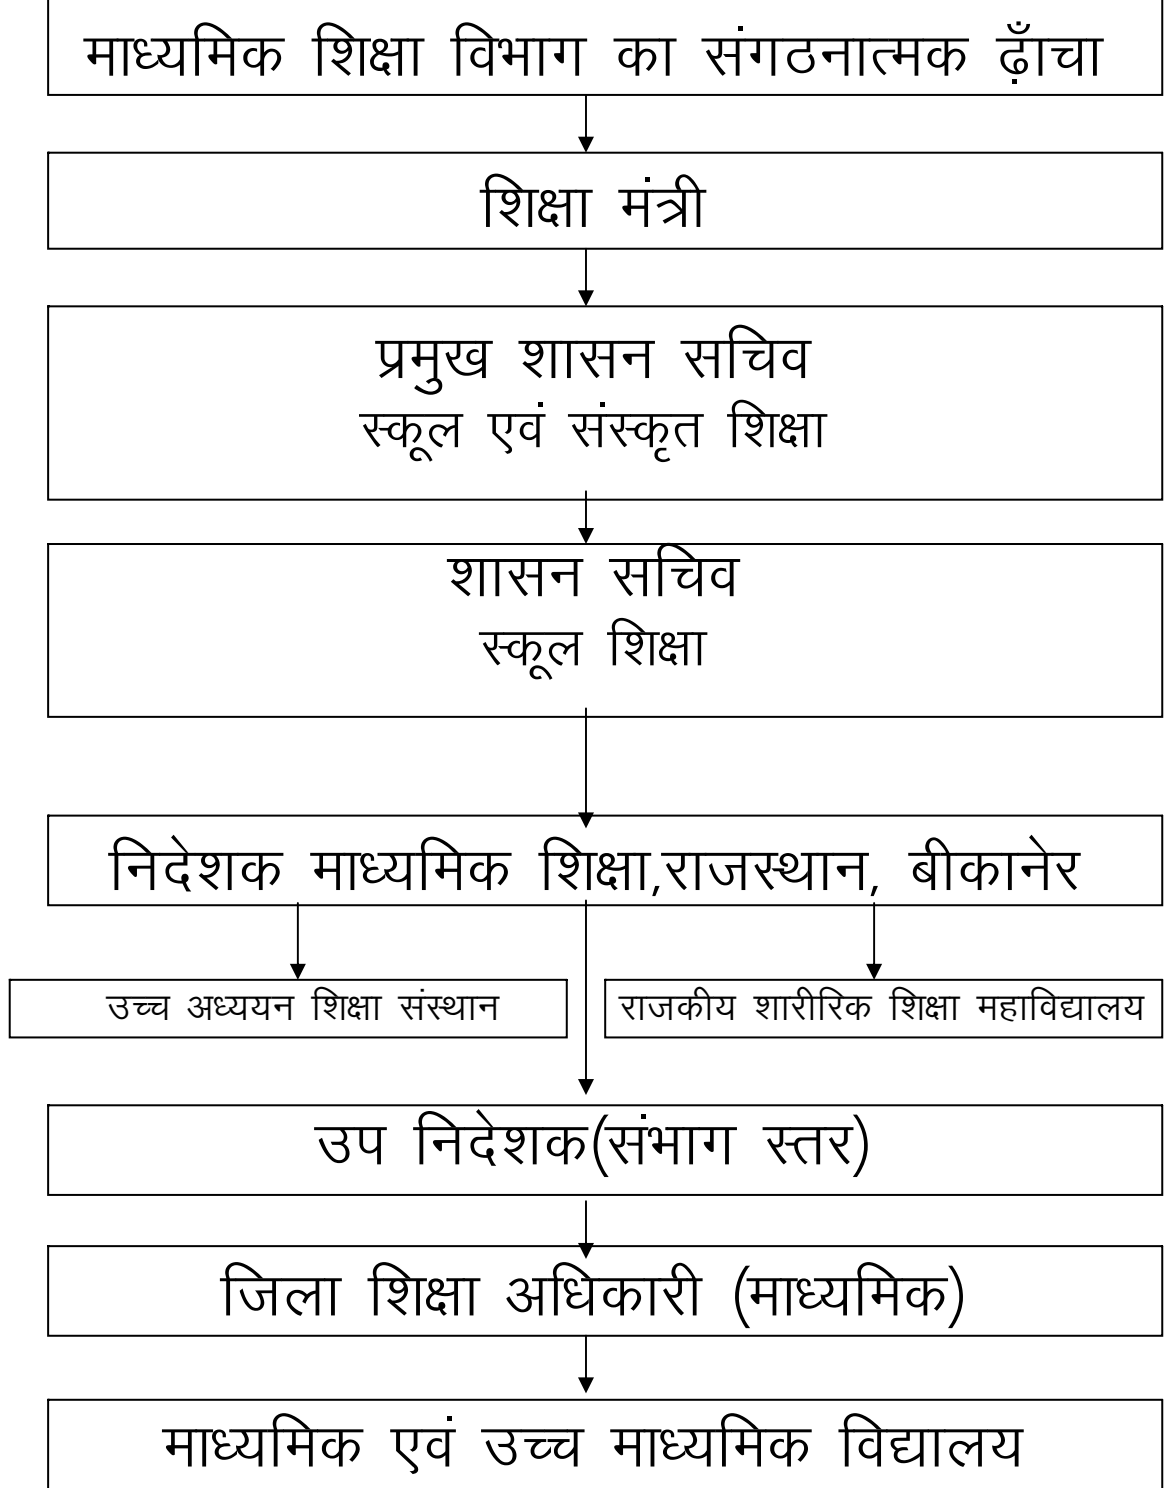 माध्यमिक शिक्षा विभाग का संगठनात्मक ढ़ाँचा
शिक्षा मंत्री
प्रमुख शासन सचिव
स्कूल एवं संस्कृत शिक्षा
शासन सचिव
स्कूल शिक्षा
निदेशक माध्यमिक शिक्षा,राजस्थान, बीकानेर
उच्च अध्ययन शिक्षा संस्थान
राजकीय शारीरिक शिक्षा महाविद्यालय
उप निदेशक(संभाग स्तर)
जिला शिक्षा अधिकारी (माध्यमिक)
माध्यमिक एवं उच्च माध्यमिक विद्यालय